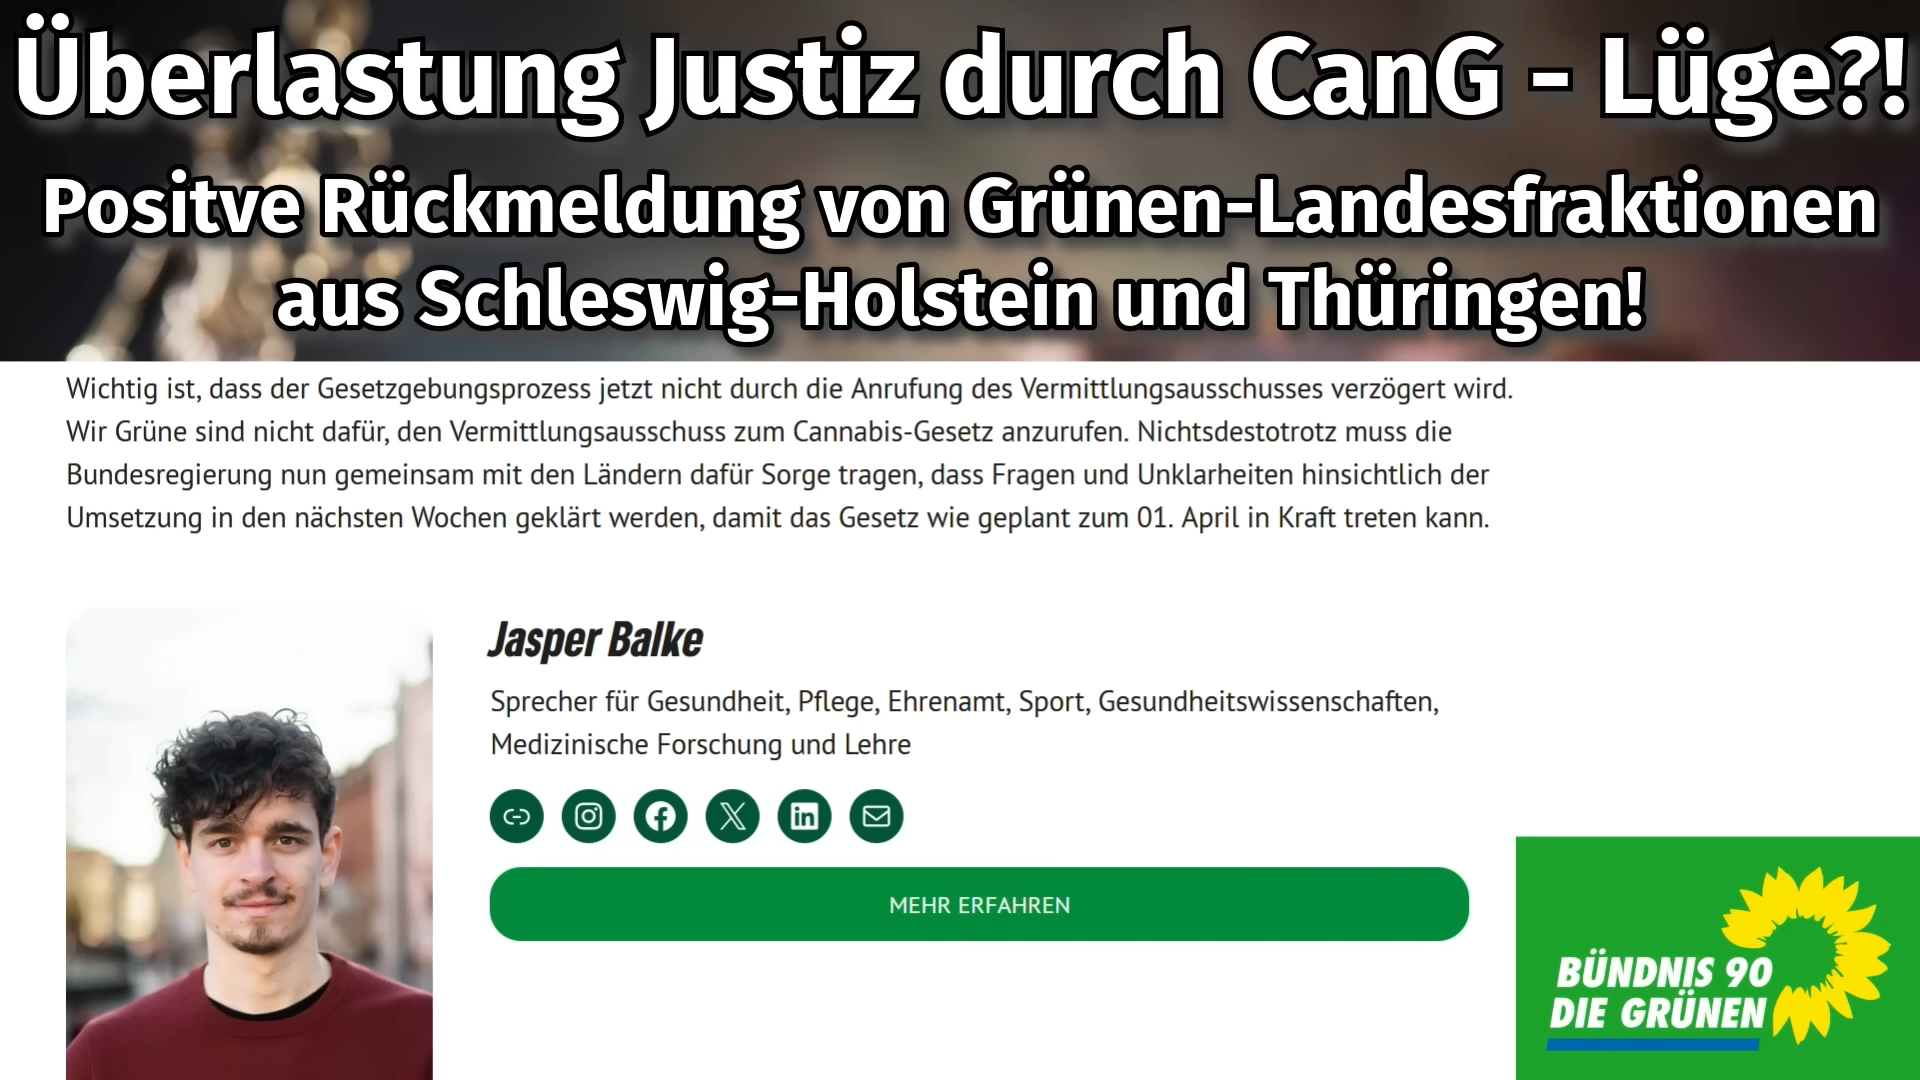 Überlastung Justiz durch CanG - Lüge?!
Positve Rückmeldung von Grünen-Landesfraktionen
aus Schleswig-Holstein und Thüringen!
Wichtig ist, dass der Gesetzgebungsprozess jetzt nicht durch die Anrufung des Vermittlungsausschusses verzögert wird.
Wir Grüne sind nicht dafür, den Vermittlungsausschuss zum Cannabis-Gesetz anzurufen. Nichtsdestotrotz muss die
Bundesregierung nun gemeinsam mit den Ländern dafür Sorge tragen, dass Fragen und Unklarheiten hinsichtlich der
Umsetzung in den nächsten Wochen geklärt werden, damit das Gesetz wie geplant zum 01. April in Kraft treten kann.
Jasper Balke
Sprecher für Gesundheit, Pflege, Ehrenamt, Sport, Gesundheitswissenschaften,
Medizinische Forschung und Lehre
MEHR ERFAHREN
BÜNDNIS 90
DIE GRÜNEN